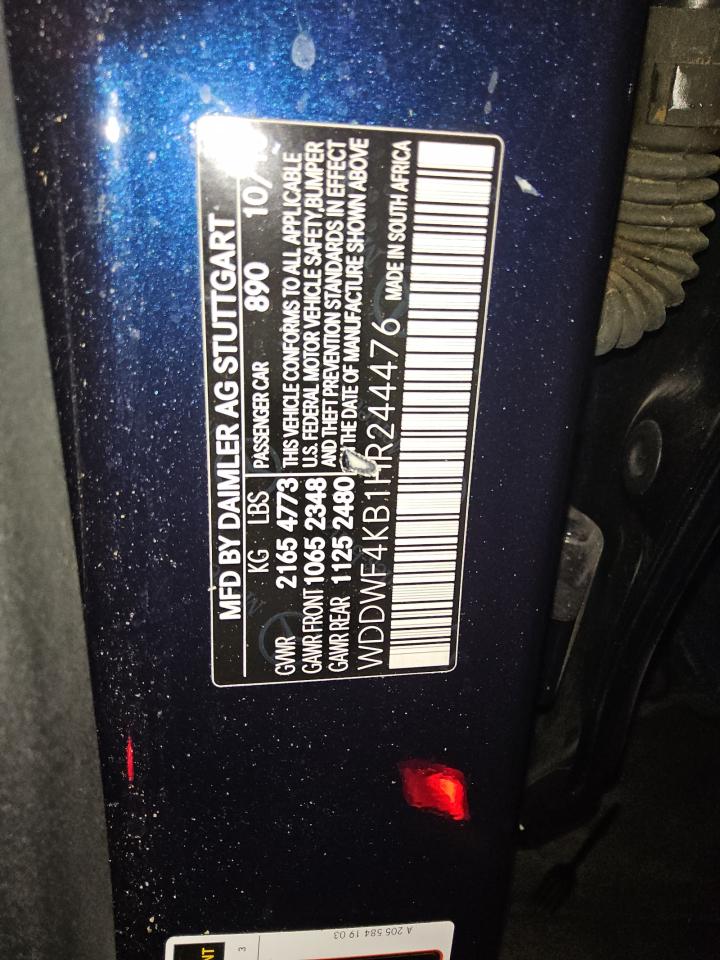 MFD BY DAIMLER AG STUTTGART
KG LBS PASSENGER CAR 890 10/
GVWR 2165 4773 THIS VEHICLE CONFORMS TO ALL APPLICABLE
GAWR FRONT 1065 2348 U.S. FEDERAL MOTOR VEHICLE SAFETY,BUMPER
GAWR REAR 1125 2480 AND THEFT PREVENTION STANDARDS IN EFFECT
THE DATE OF MANUFACTURE SHOWN ABOVE
WDDWF4KB1HR244476 MADE IN SOUTH AFRICA
A 205 584 19 03
3